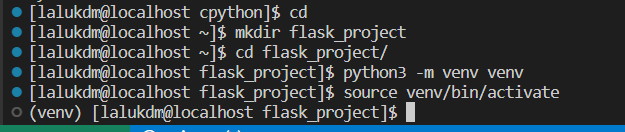 [lalukdm@localhost cpython]$ cd
[lalukdm@localhost ~]$ mkdir flask_project
[lalukdm@localhost ~]$ cd flask_project/
[lalukdm@localhost flask_project]$ python3 -m venv venv
[lalukdm@localhost flask_project]$ source venv/bin/activate
(venv) [lalukdm@localhost flask_project]$